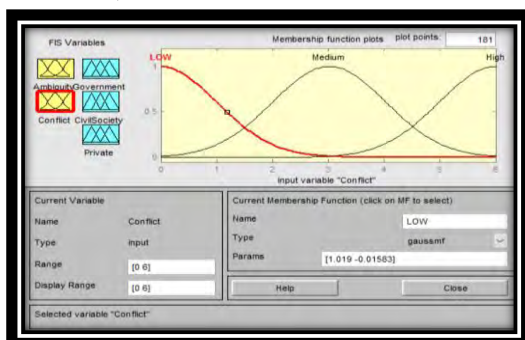 FIS Variables
Membership function plots plot points: 181
LOW Medium High
1
AmbiguityGovernment
0.5
Conflict CivilSociety
Private
0
0 1 2 3 4 5 6
input variable "Conflict"
Current Variable
Current Membership Function (click on MF to select)
Name Conflict
Name LOW
Type input
Type gaussmf
Params [1.019 -0.01583]
Range [0 6]
Display Range [0 6]
Help Close
Selected variable "Conflict"